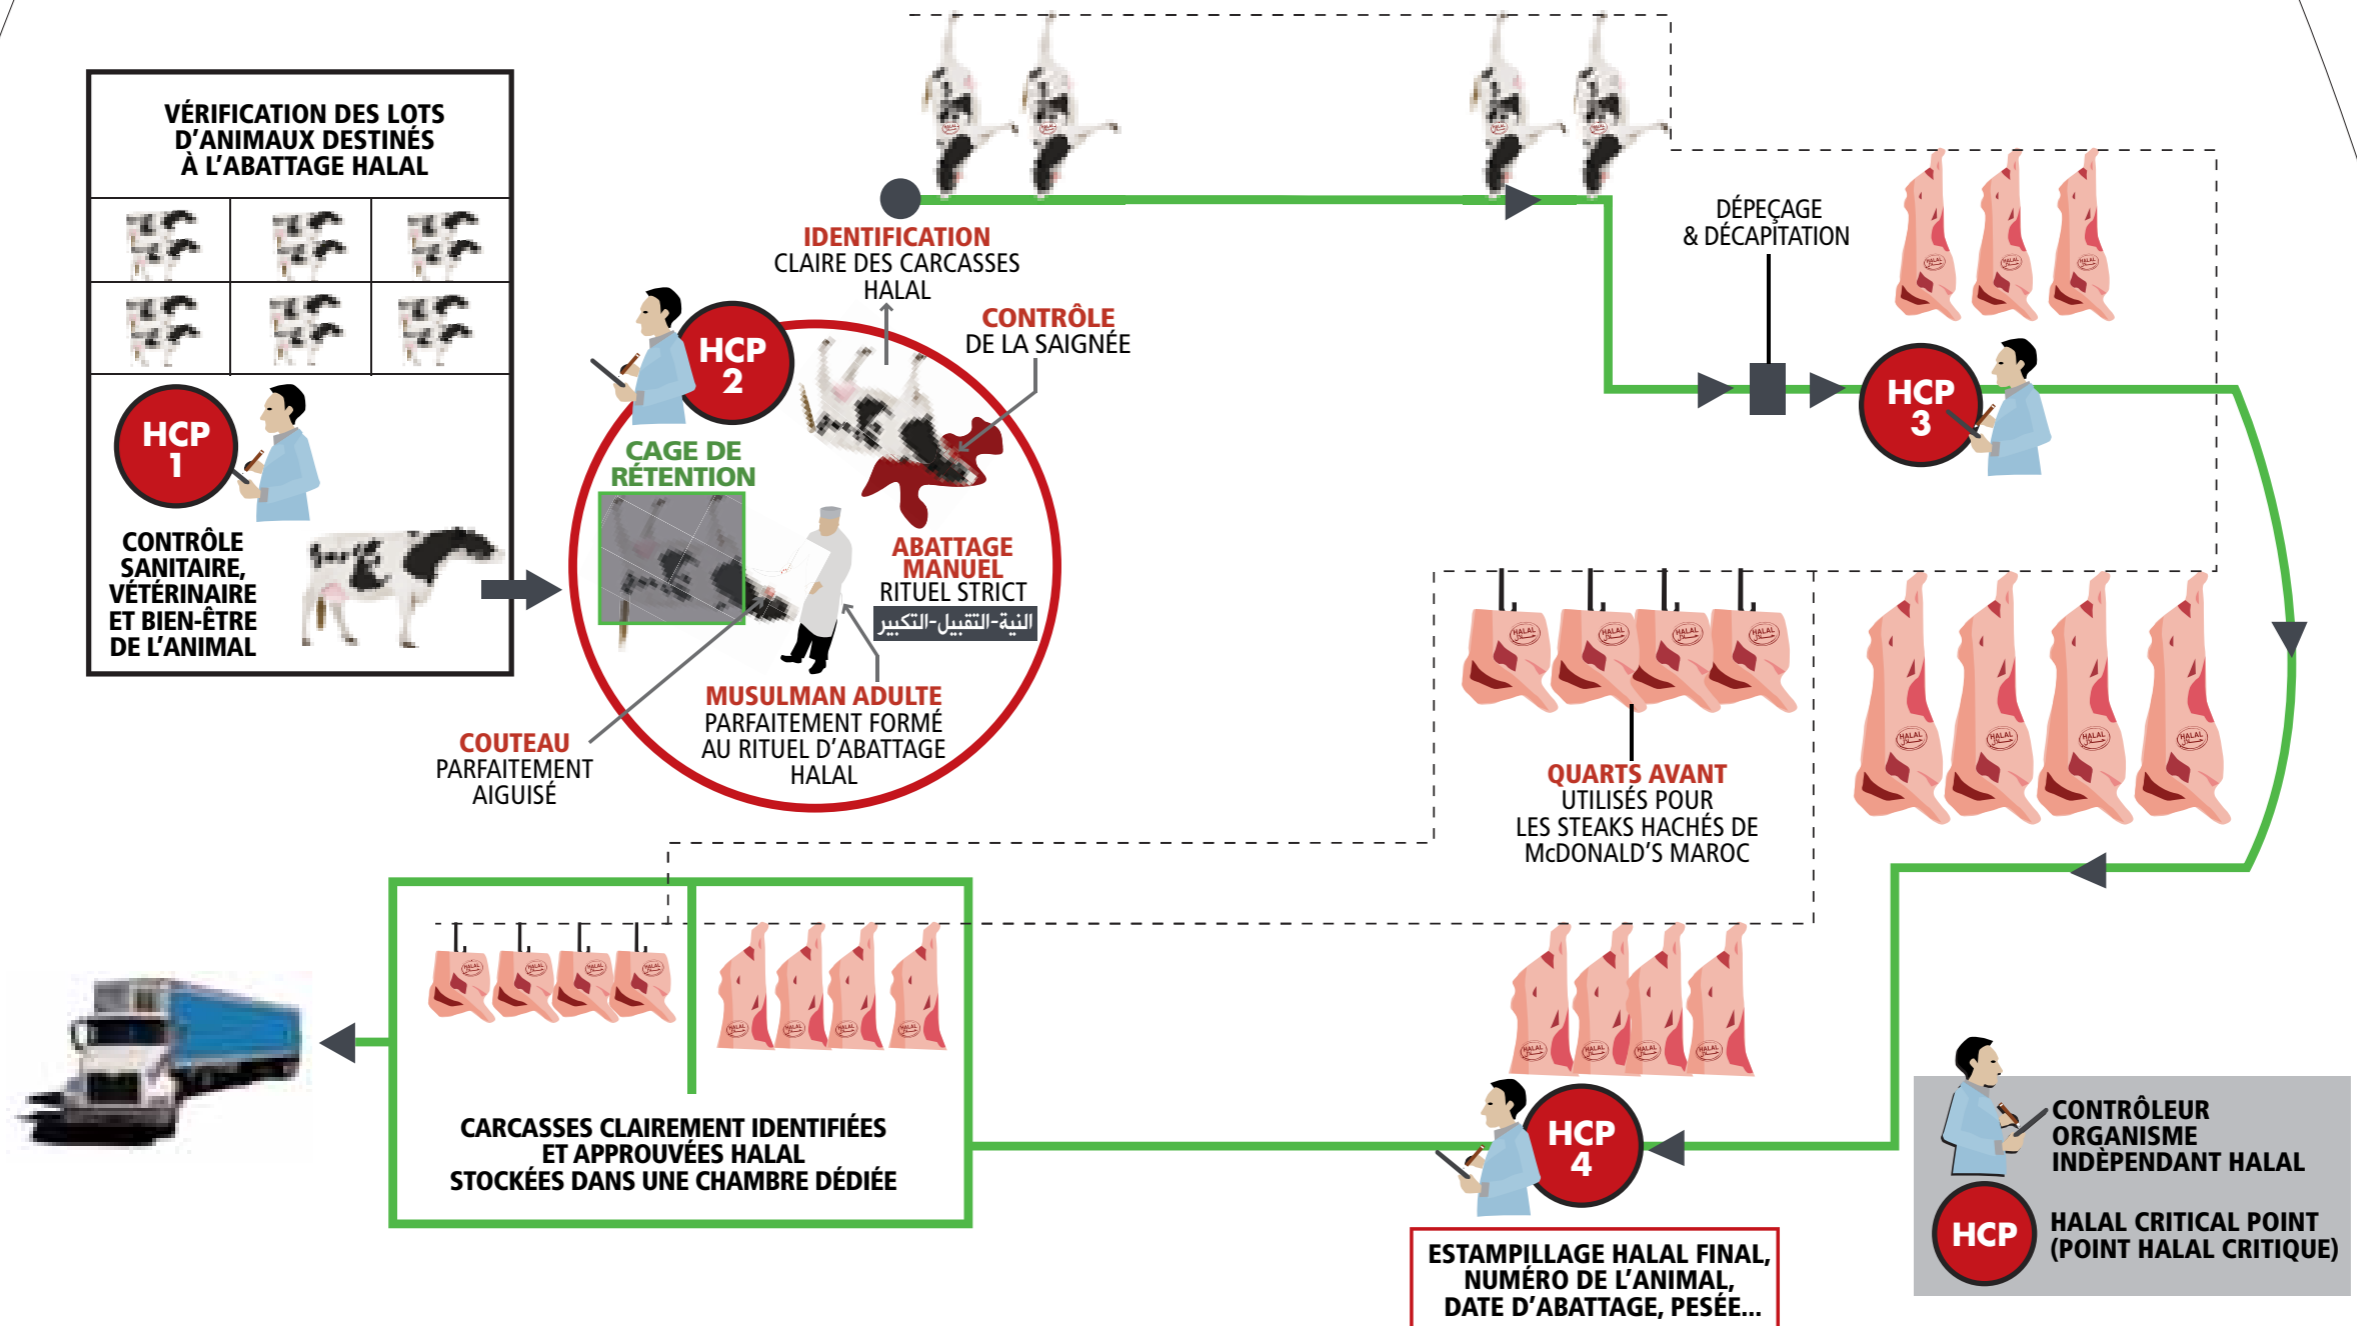 VÉRIFICATION DES LOTS
D'ANIMAUX DESTINÉS
À L'ABATTAGE HALAL
HCP
1
CONTRÔLE
SANITAIRE,
VÉTÉRINAIRE
ET BIEN-ÊTRE
DE L'ANIMAL
IDENTIFICATION
CLAIRE DES CARCASSES
HALAL
HCP
2
CONTRÔLE
DE LA SAIGNÉE
CAGE DE
RÉTENTION
ABATTAGE
MANUEL
RITUEL STRICT
النية-التقبيل-التكبير
MUSULMAN ADULTE
PARFAITEMENT FORMÉ
AU RITUEL D'ABATTAGE
HALAL
COUTEAU
PARFAITEMENT
AIGUISÉ
DÉPEÇAGE
& DÉCAPITATION
HCP
3
QUARTS AVANT
UTILISÉS POUR
LES STEAKS HACHÉS DE
McDONALD'S MAROC
HCP
4
ESTAMPILLAGE HALAL FINAL,
NUMÉRO DE L'ANIMAL,
DATE D'ABATTAGE, PESÉE...
CARCASSES CLAIREMENT IDENTIFIÉES
ET APPROUVÉES HALAL
STOCKÉES DANS UNE CHAMBRE DÉDIÉE
CONTRÔLEUR
ORGANISME
INDÈPENDANT HALAL
HCP
HALAL CRITICAL POINT
(POINT HALAL CRITIQUE)